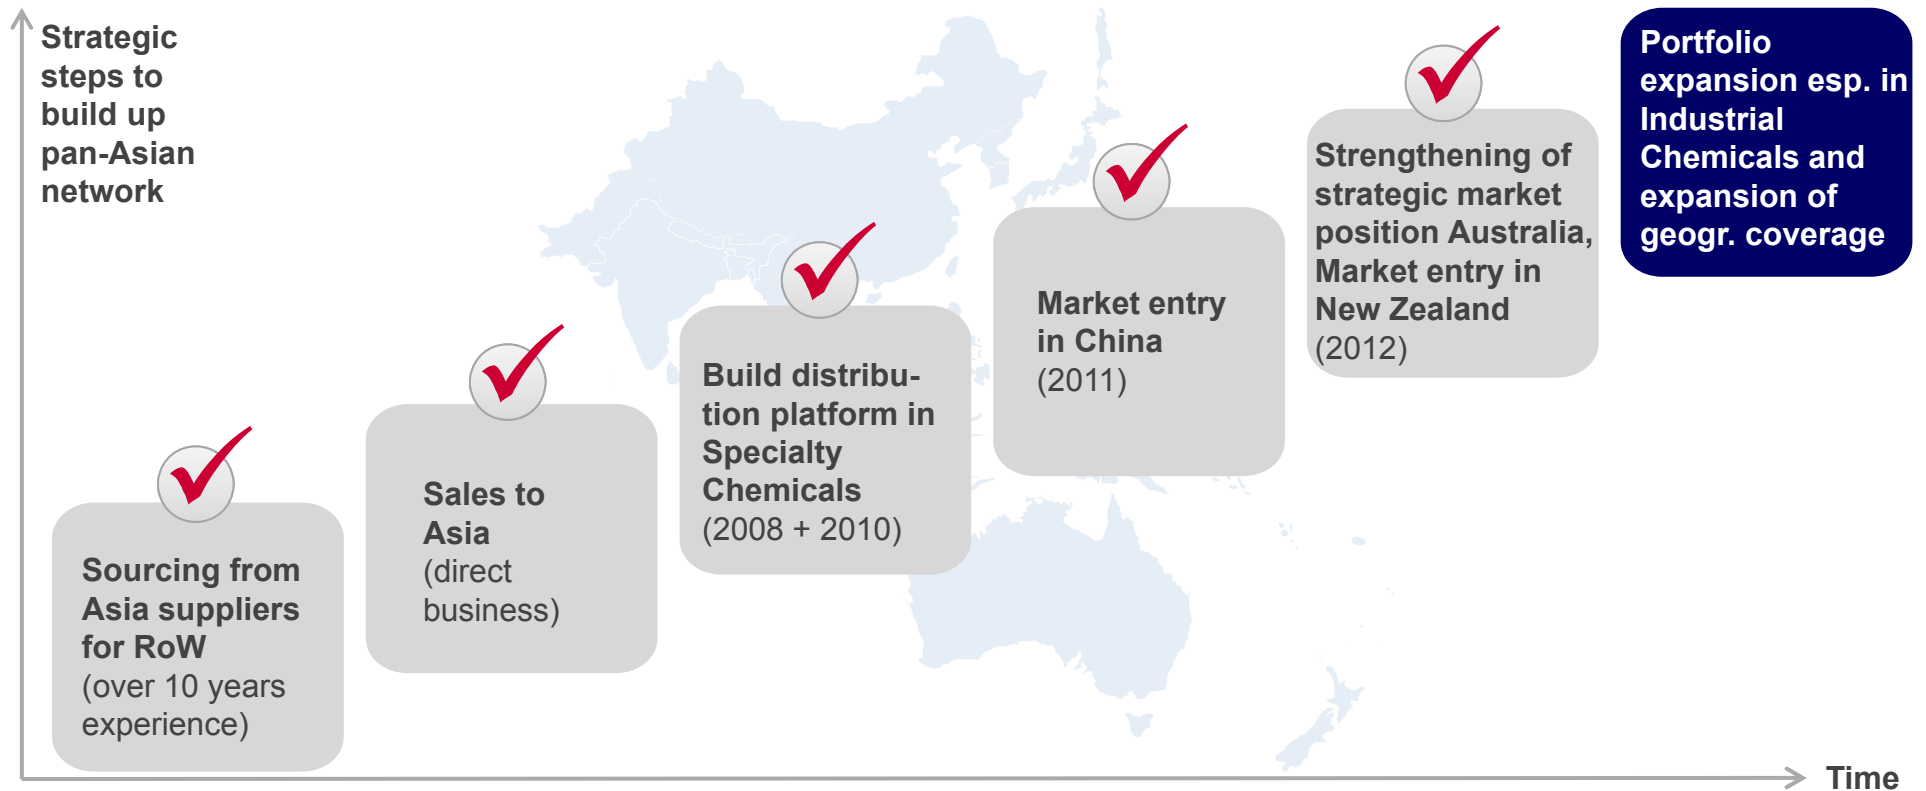 Strategic
steps to
build up
pan-Asian
network
Sourcing from
Asia suppliers
for RoW
(over 10 years
experience)
Sales to
Asia
(direct
business)
Build distribu-
tion platform in
Specialty
Chemicals
(2008 + 2010)
Market entry
in China
(2011)
Strengthening of
strategic market
position Australia,
Market entry in
New Zealand
(2012)
Portfolio
expansion esp. in
Industrial
Chemicals and
expansion of
geogr. coverage
Time